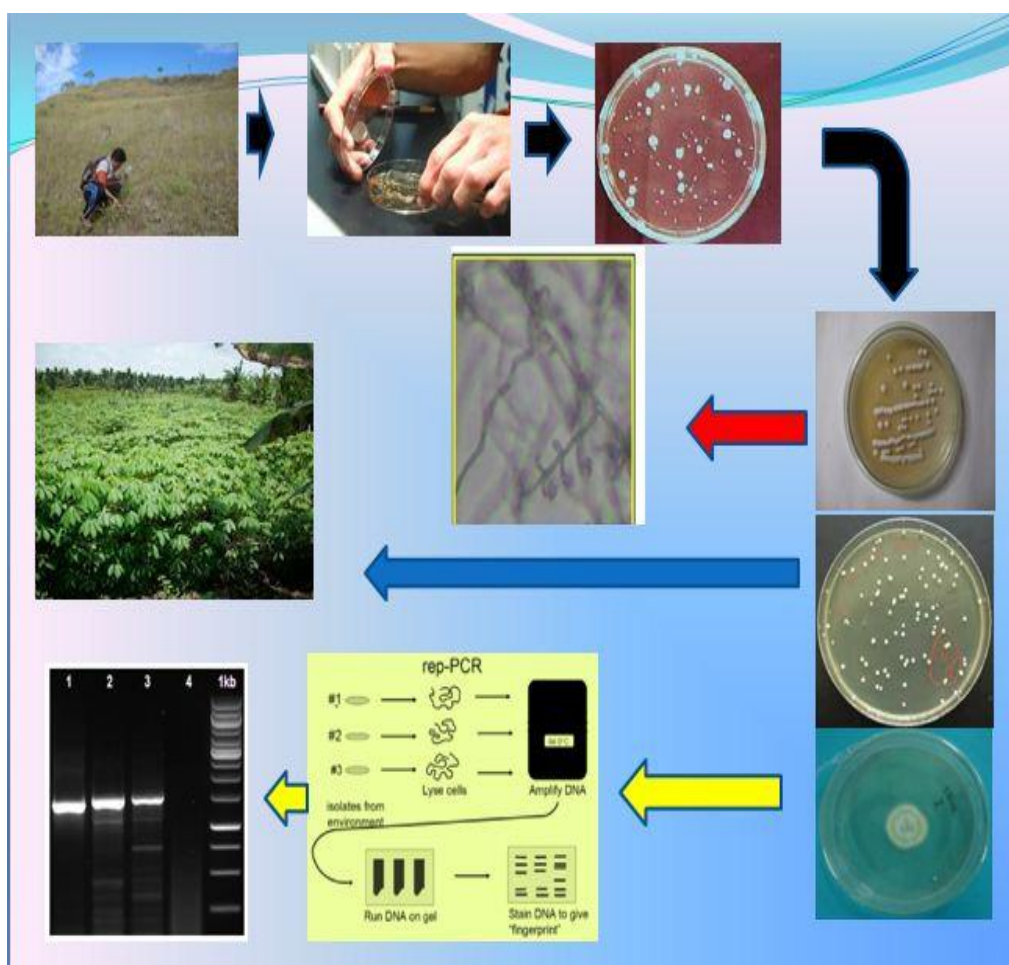 rep-PCR
#1
#2
#3
Lyse cells
Amplify DNA
isolates from
environment
Run DNA on gel
Stain DNA to give
"fingerprint"
1 2 3 4 1kb